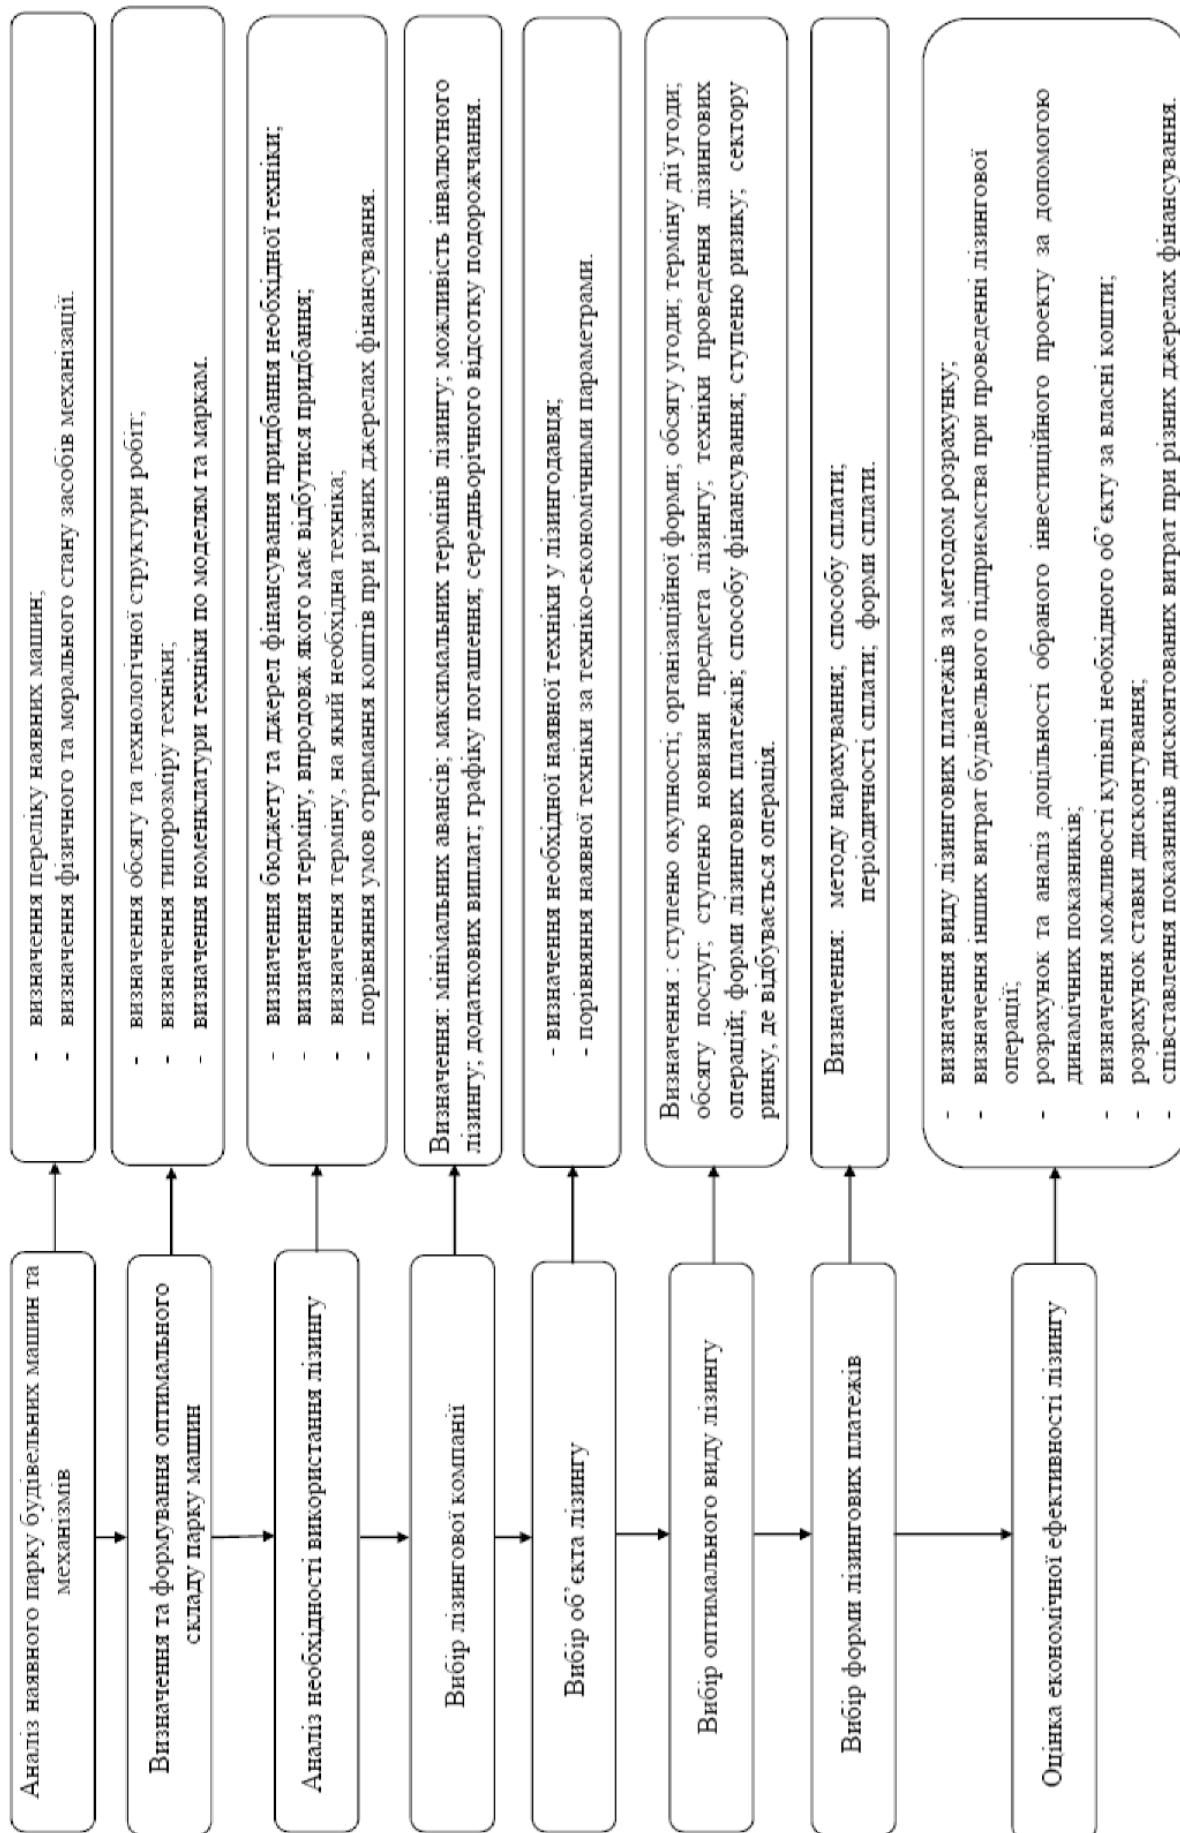 Аналіз наявного парку будівельних машин та
механізмів
- визначення переліку наявних машин;
- визначення фізичного та морального стану засобів механізації.
Визначення та формування оптимального
складу парку машин
- визначення обсягу та технологічної структури робіт;
- визначення типорозміру техніки;
- визначення номенклатури техніки по моделям та маркам.
Аналіз необхідності використання лізингу
- визначення бюджету та джерел фінансування придбання необхідної техніки;
- визначення терміну, впродовж якого має відбутися придбання;
- визначення терміну, на який необхідна техніка;
- порівняння умов отримання коштів при різних джерелах фінансування.
Вибір лізингової компанії
Визначення: мінімальних авансів; максимальних термінів лізингу; можливість інвалютного
лізингу; додаткових виплат; графіку погашення; середньорічного відсотку подорожчання.
Вибір об’єкта лізингу
- визначення необхідної наявної техніки у лізингодавця;
- порівняння наявної техніки за техніко-економічними параметрами.
Вибір оптимального виду лізингу
Визначення : ступеню окупності; організаційної форми; обсягу угоди; терміну дії угоди;
обсягу послуг; ступеню новизни предмета лізингу; техніки проведення лізингових
операцій; форми лізингових платежів; способу фінансування; ступеню ризику; сектору
ринку, де відбувається операція.
Вибір форми лізингових платежів
Визначення: методу нарахування; способу сплати;
періодичності сплати; форми сплати.
Оцінка економічної ефективності лізингу
- визначення виду лізингових платежів за методом розрахунку;
- визначення інших витрат будівельного підприємства при проведенні лізингової
операції;
- розрахунок та аналіз доцільності обраного інвестиційного проекту за допомогою
динамічних показників;
- визначення можливості купівлі необхідного об’єкту за власні кошти;
- розрахунок ставки дисконтування;
- співставлення показників дисконтованих витрат при різних джерелах фінансування.